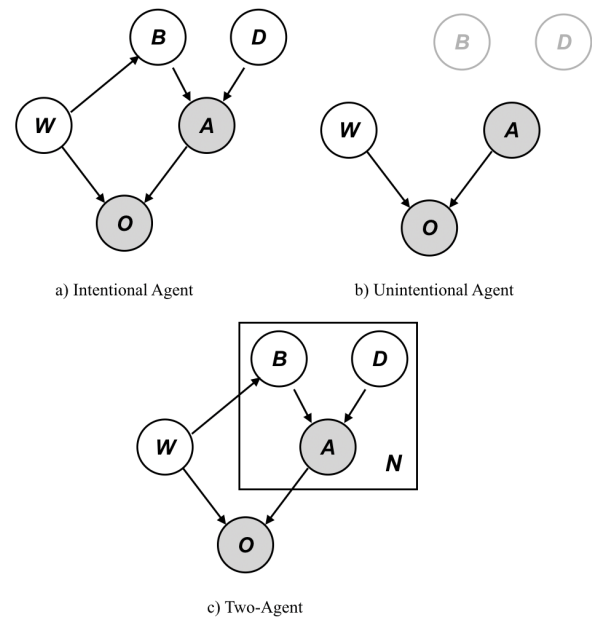 B D
W A
O
a) Intentional Agent
B D
W A
O
b) Unintentional Agent
B D
W A
N
O
c) Two-Agent